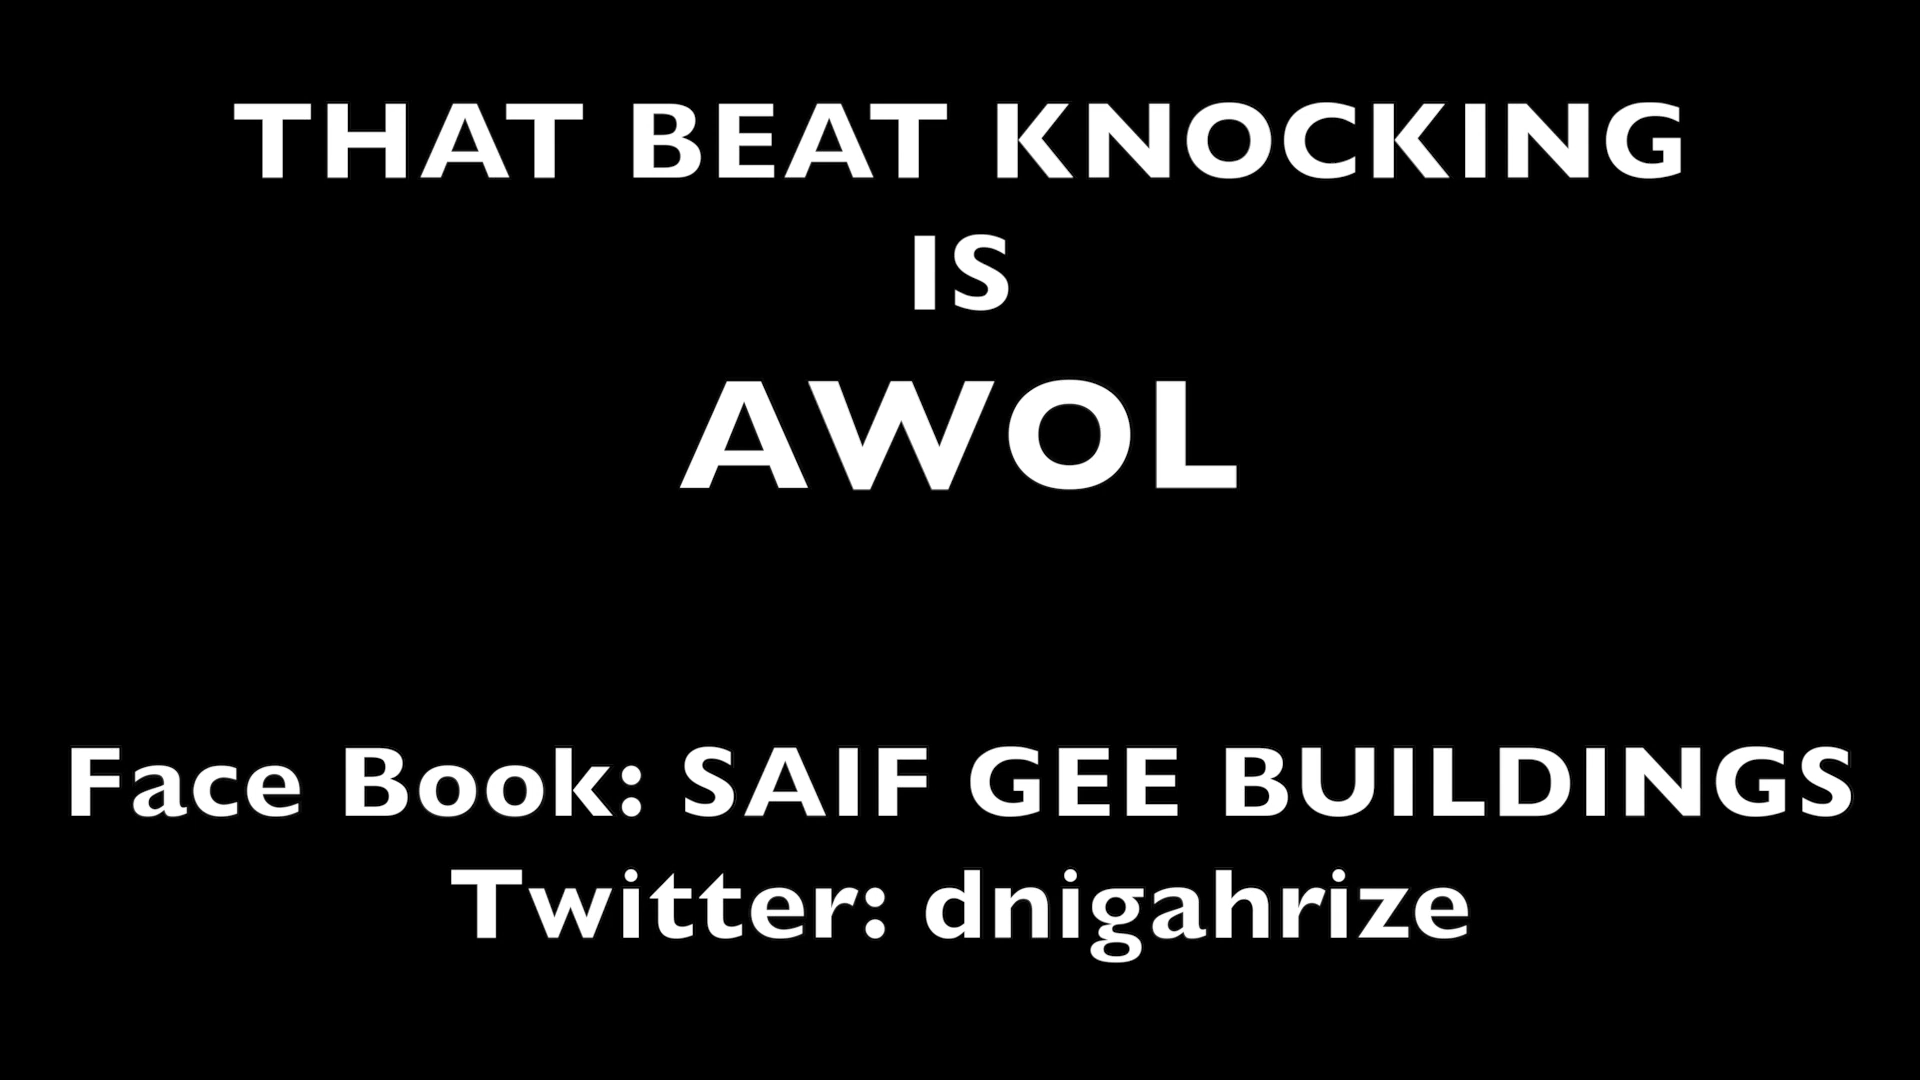 THAT BEAT KNOCKING
IS
AWOL
Face Book: SAIF GEE BUILDINGS
Twitter: dnigahrize